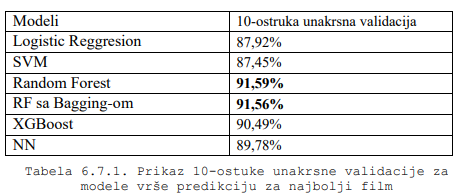 Modeli 10-ostruka unakrsna validacija
Logistic Reggresion 87,92%
SVM 87,45%
Random Forest 91,59%
RF sa Bagging-om 91,56%
XGBoost 90,49%
NN 89,78%
Tabela 6.7.1. Prikaz 10-ostuke unakrsne validacije za
modele vrše predikciju za najbolji film